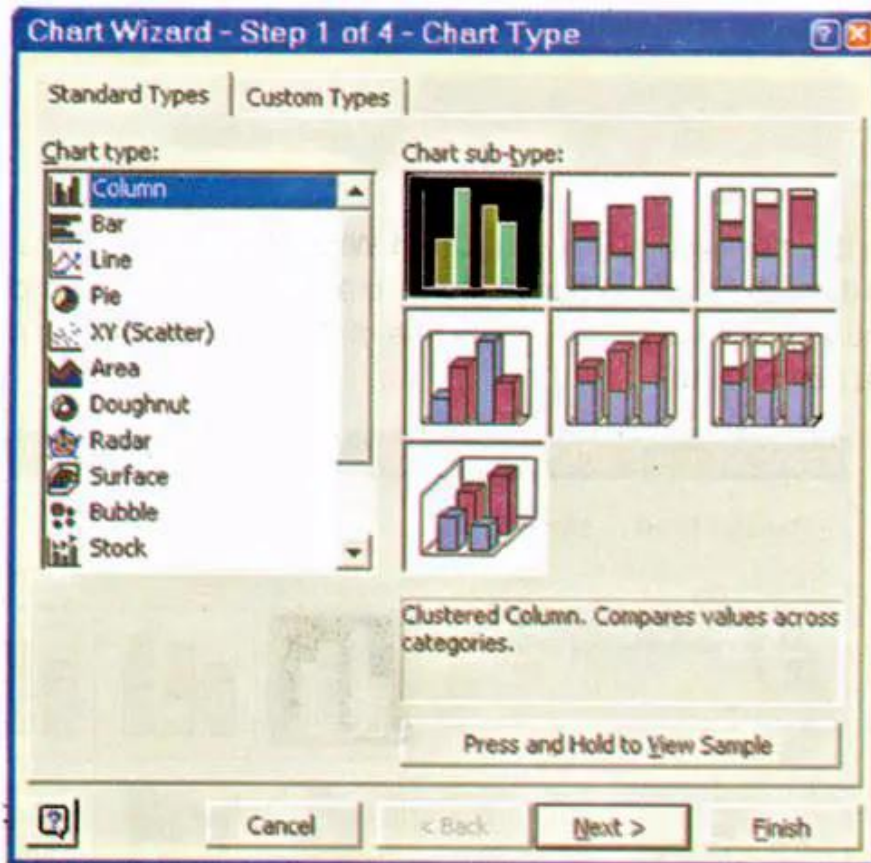 Chart Wizard - Step 1 of 4 - Chart Type
Standard Types
Custom Types
Chart type:
Column
Bar
Line
Pie
XY (Scatter)
Area
Doughnut
Radar
Surface
Bubble
Stock
Chart sub-type:
Clustered Column. Compares values across
categories.
Press and Hold to View Sample
Cancel
< Back
Next >
Finish